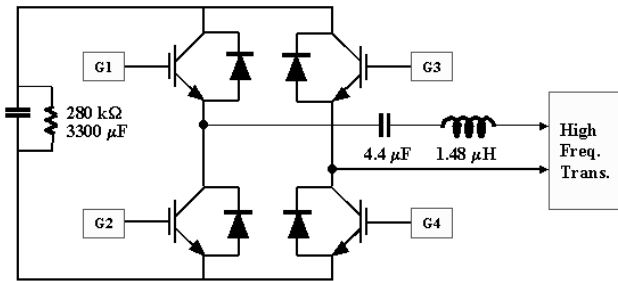 G1
G3
280 kΩ
3300 μF
4.4 μF
1.48 μH
High
Freq.
Trans.
G2
G4